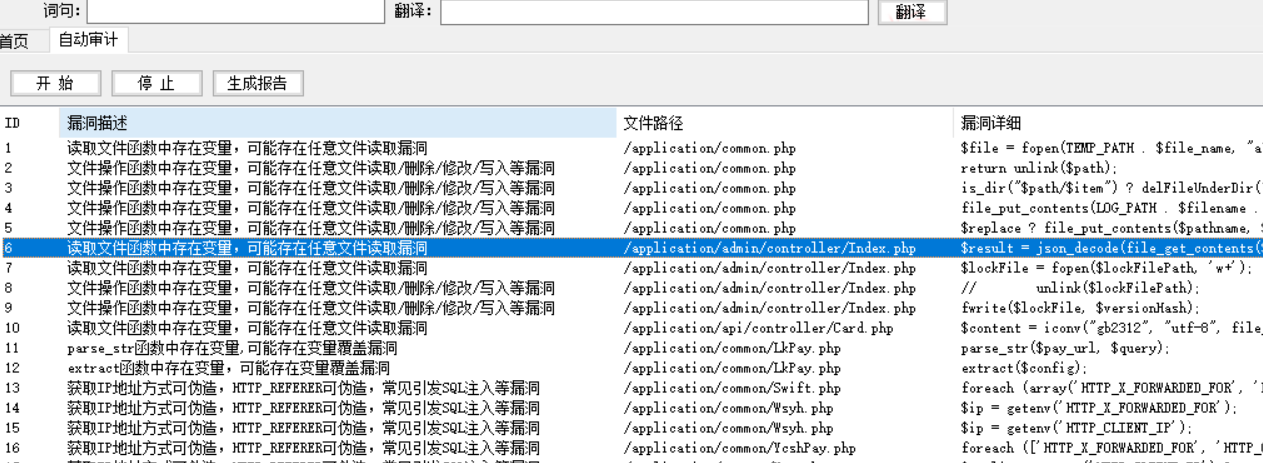 词句: 翻译: 翻译
首页 自动审计
开 始 停 止 生成报告
ID 漏洞描述 文件路径 漏洞详细
1 读取文件函数中存在变量，可能存在任意文件读取漏洞 /application/common.php $file = fopen(TEMP_PATH . $file_name, "a
2 文件操作函数中存在变量，可能存在任意文件读取/删除/修改/写入等漏洞 /application/common.php return unlink($path);
3 文件操作函数中存在变量，可能存在任意文件读取/删除/修改/写入等漏洞 /application/common.php is_dir("$path/$item") ? delFileUnderDir(
4 文件操作函数中存在变量，可能存在任意文件读取/删除/修改/写入等漏洞 /application/common.php file_put_contents(LOG_PATH . $filename .
5 文件操作函数中存在变量，可能存在任意文件读取/删除/修改/写入等漏洞 /application/common.php $replace ? file_put_contents($pathname,
6 读取文件函数中存在变量，可能存在任意文件读取漏洞 /application/admin/controller/Index.php $result = json_decode(file_get_contents(
7 读取文件函数中存在变量，可能存在任意文件读取漏洞 /application/admin/controller/Index.php $lockFile = fopen($lockFilePath, 'w+');
8 文件操作函数中存在变量，可能存在任意文件读取/删除/修改/写入等漏洞 /application/admin/controller/Index.php // unlink($lockFilePath);
9 文件操作函数中存在变量，可能存在任意文件读取/删除/修改/写入等漏洞 /application/admin/controller/Index.php fwrite($lockFile, $versionHash);
10 读取文件函数中存在变量，可能存在任意文件读取漏洞 /application/api/controller/Card.php $content = iconv("gb2312", "utf-8", file_
11 parse_str函数中存在变量,可能存在变量覆盖漏洞 /application/common/LkPay.php parse_str($pay_url, $query);
12 extract函数中存在变量，可能存在变量覆盖漏洞 /application/common/LkPay.php extract($config);
13 获取IP地址方式可伪造，HTTP_REFERER可伪造，常见引发SQL注入等漏洞 /application/common/Swift.php foreach (array('HTTP_X_FORWARDED_FOR',
14 获取IP地址方式可伪造，HTTP_REFERER可伪造，常见引发SQL注入等漏洞 /application/common/Wsyh.php $ip = getenv('HTTP_X_FORWARDED_FOR');
15 获取IP地址方式可伪造，HTTP_REFERER可伪造，常见引发SQL注入等漏洞 /application/common/Wsyh.php $ip = getenv('HTTP_CLIENT_IP');
16 获取IP地址方式可伪造，HTTP_REFERER可伪造，常见引发SQL注入等漏洞 /application/common/YcshPay.php foreach (['HTTP_X_FORWARDED_FOR',